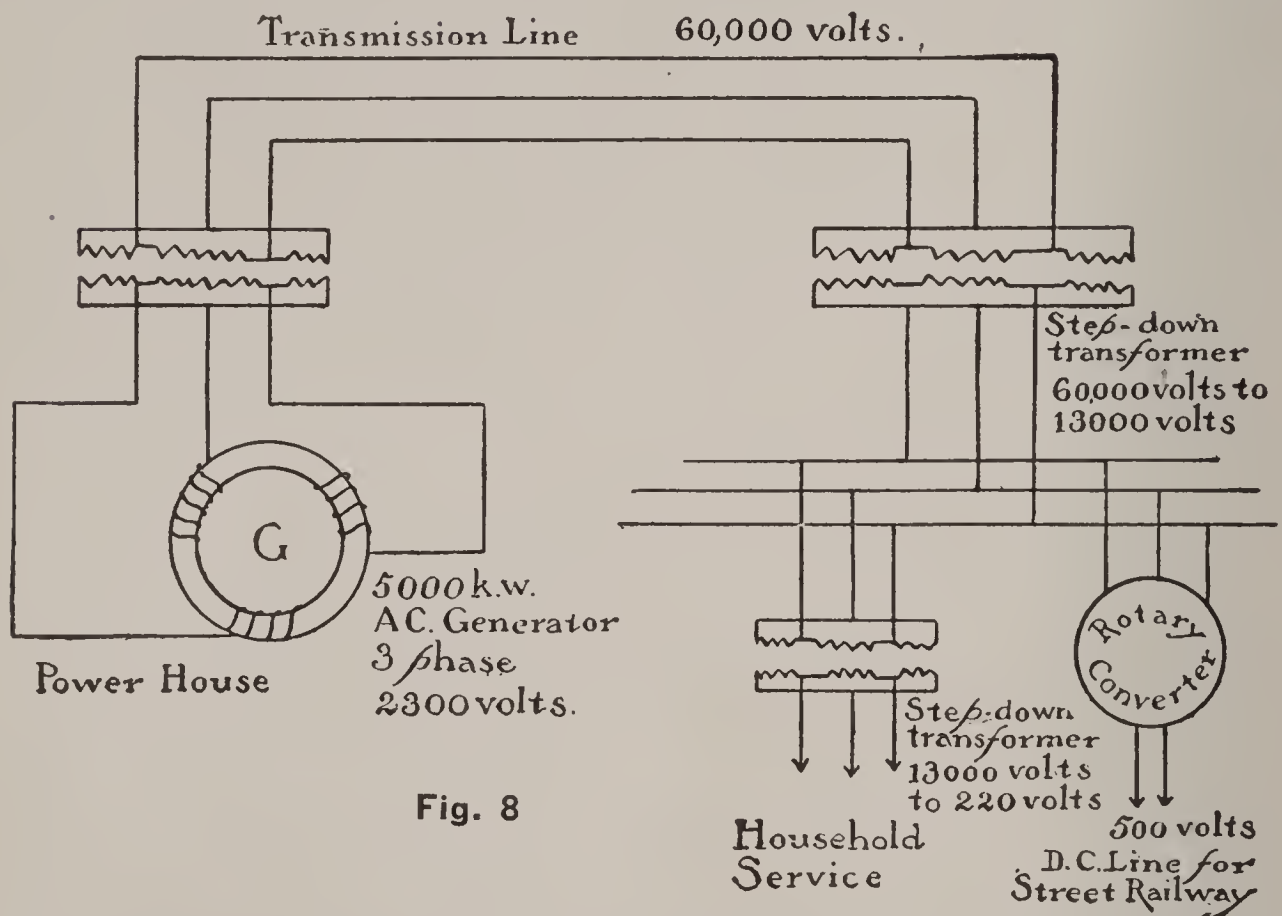 Transmission Line 60,000 volts.
Step-down
transformer
60,000 volts to
13000 volts
G
5000 k.w.
A.C. Generator
3 phase
2300 volts.
Power House
Rotary
Converter
Step-down
transformer
13000 volts
to 220 volts
Fig. 8
Household
Service
500 volts
D.C. Line for
Street Railway